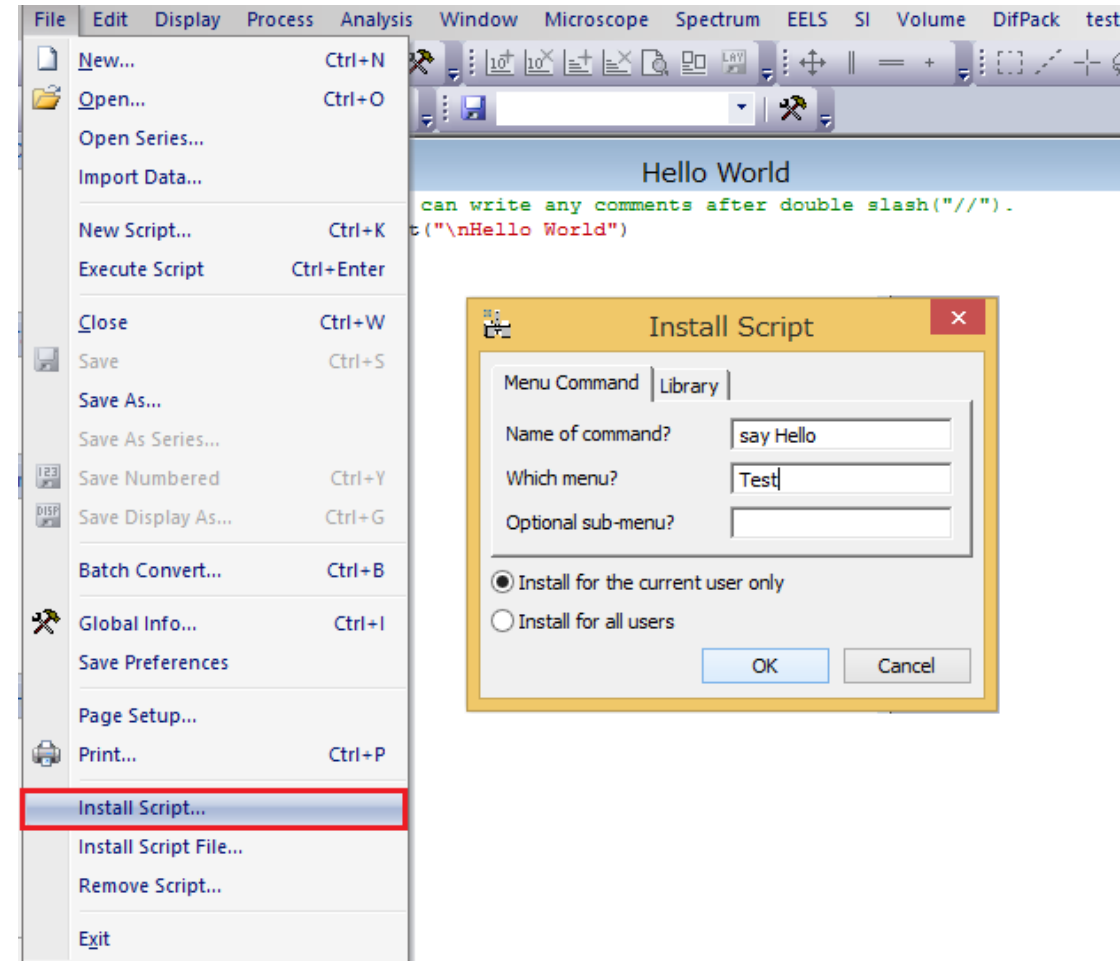 File Edit Display Process Analysis Window Microscope Spectrum EELS SI Volume DifPack test
New... Ctrl+N
Open... Ctrl+O
Open Series...
Import Data...
New Script... Ctrl+K
Execute Script Ctrl+Enter
Close Ctrl+W
Save Ctrl+S
Save As...
Save As Series...
Save Numbered Ctrl+Y
Save Display As... Ctrl+G
Batch Convert... Ctrl+B
Global Info... Ctrl+I
Save Preferences
Page Setup...
Print... Ctrl+P
Install Script...
Install Script File...
Remove Script...
Exit
Hello World
can write any comments after double slash("//").
t("\nHello World")
Install Script
Menu Command Library
Name of command? say Hello
Which menu? Test
Optional sub-menu?
Install for the current user only
Install for all users
OK Cancel